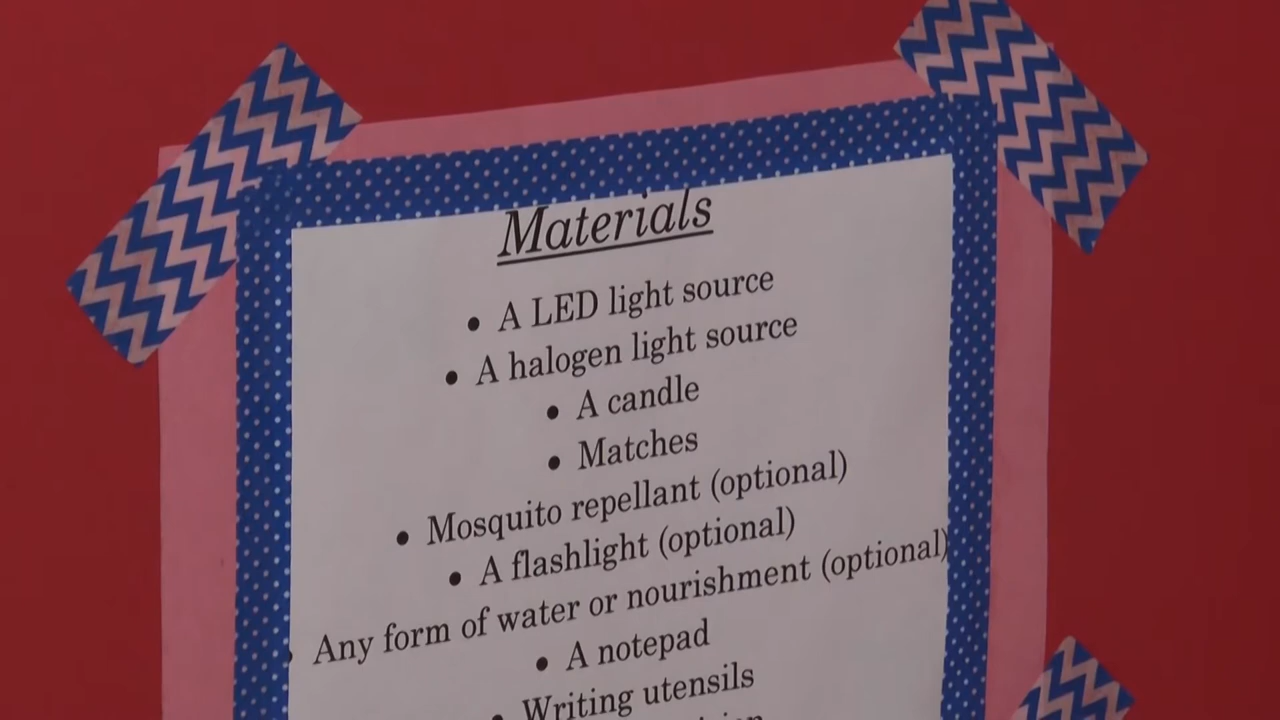 Materials
• A LED light source
• A halogen light source
• A candle
• Matches
• Mosquito repellant (optional)
• A flashlight (optional)
• Any form of water or nourishment (optional)
• A notepad
• Writing utensils